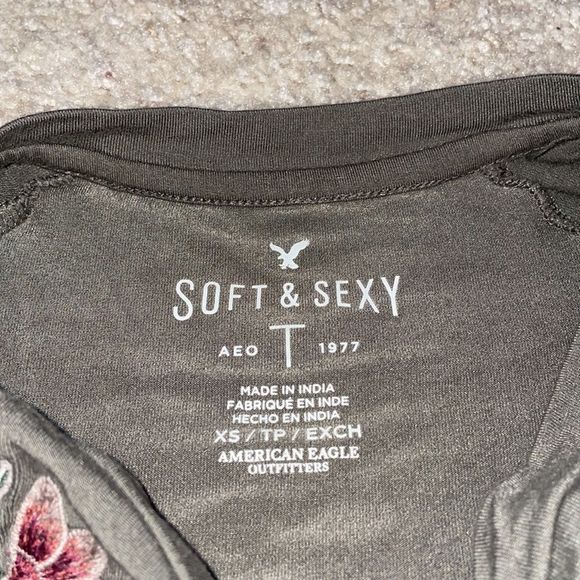 SOFT & SEXY
AEO T 1977
MADE IN INDIA
FABRIQUÉ EN INDE
HECHO EN INDIA
XS / TP / EXCH
AMERICAN EAGLE
OUTFITTERS